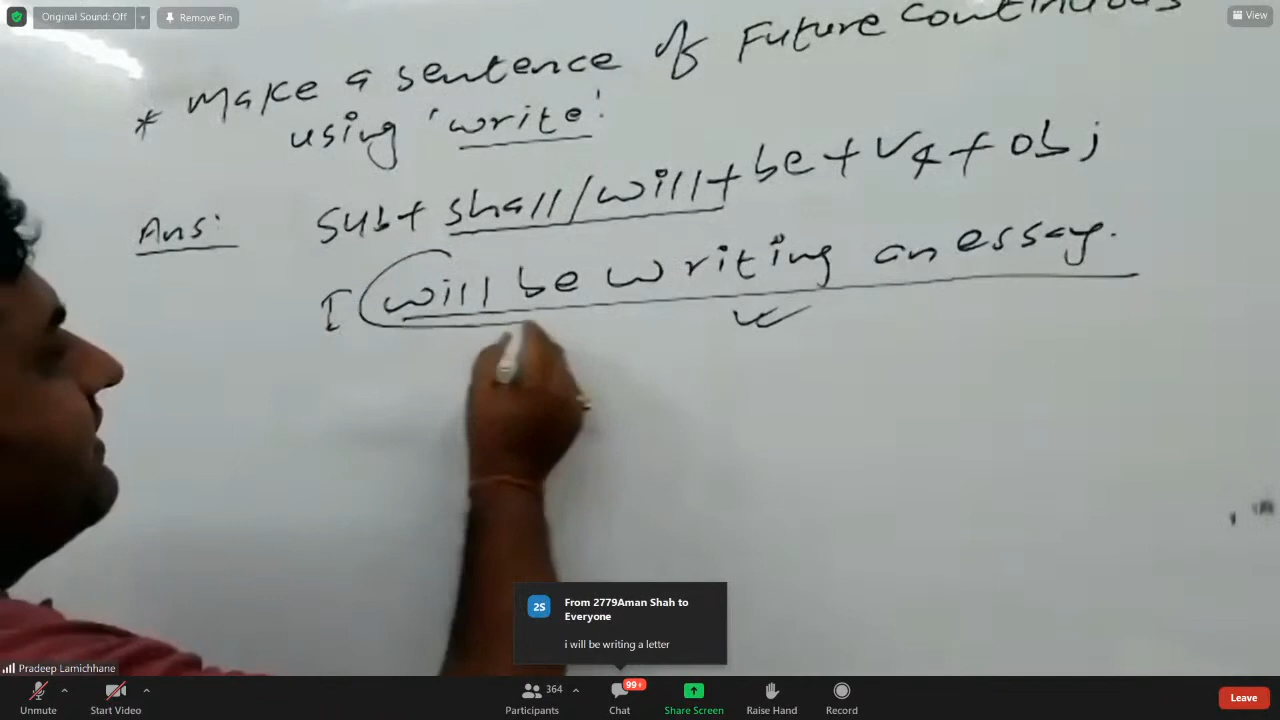 Original Sound: Off
Remove Pin
View
* Make a sentence of Future Continuous
using 'write'.
Ans: Sub + shall/will + be + V4 + obj
I will be writing an essay.
2S
From 2779Aman Shah to
Everyone
i will be writing a letter
Pradeep Lamichhane
Unmute
Start Video
364
Participants
99+
Chat
Share Screen
Raise Hand
Record
Leave